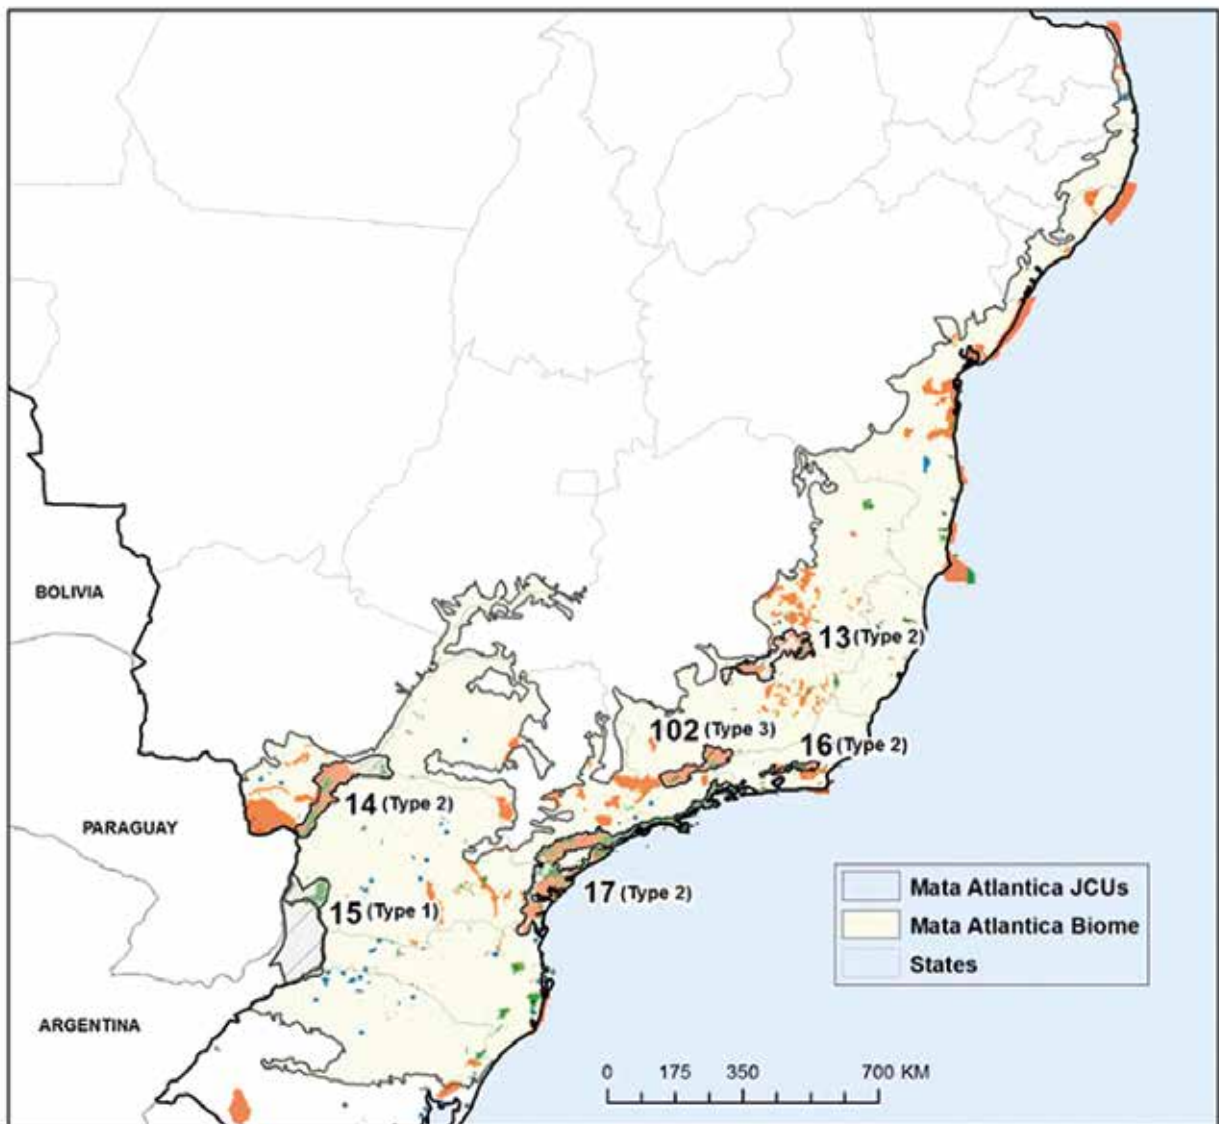 BOLIVIA
13 (Type 2)
102 (Type 3)
16 (Type 2)
14 (Type 2)
PARAGUAY
17 (Type 2)
15 (Type 1)
Mata Atlantica JCUs
Mata Atlantica Biome
States
ARGENTINA
0 175 350 700 KM